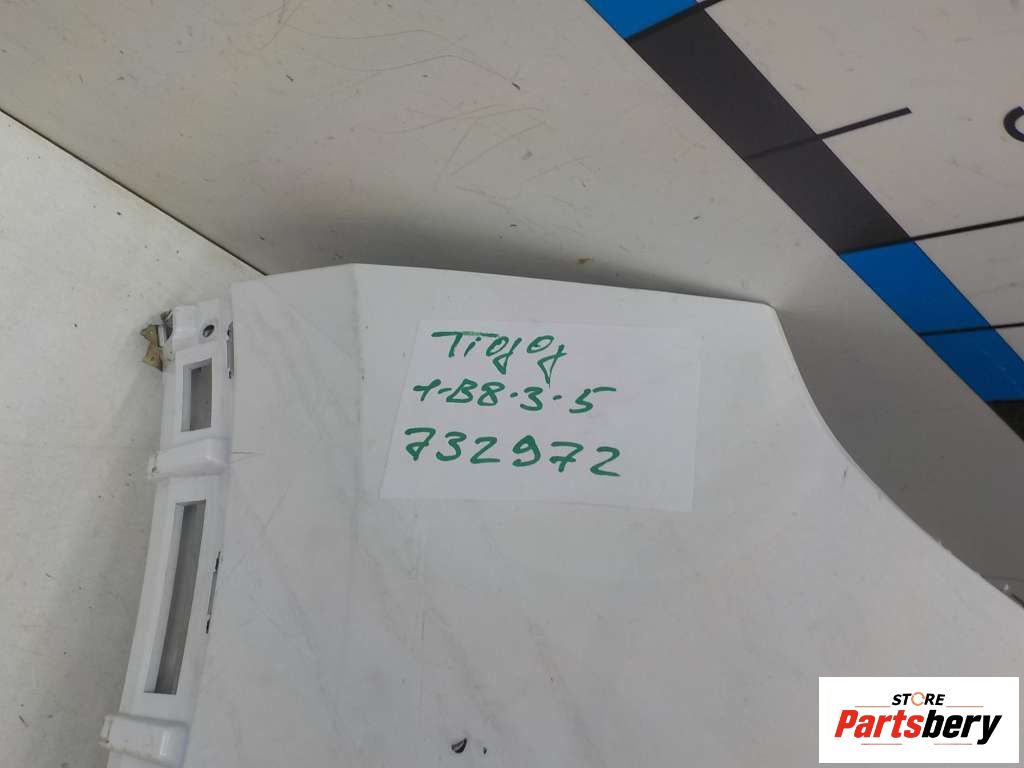 Tiguan
1-B8-3-5
732972
STORE
Partsbery